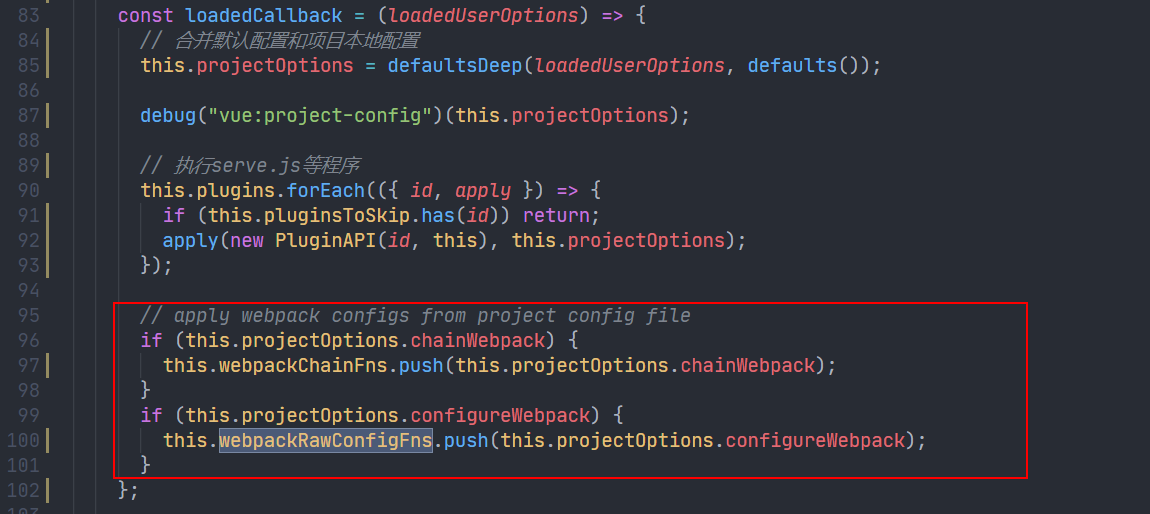 83 const loadedCallback = (loadedUserOptions) => {
84 // 合并默认配置和项目本地配置
85 this.projectOptions = defaultsDeep(loadedUserOptions, defaults());
86
87 debug("vue:project-config")(this.projectOptions);
88
89 // 执行serve.js等程序
90 this.plugins.forEach(({ id, apply }) => {
91 if (this.pluginsToSkip.has(id)) return;
92 apply(new PluginAPI(id, this), this.projectOptions);
93 });
94
95 // apply webpack configs from project config file
96 if (this.projectOptions.chainWebpack) {
97 this.webpackChainFns.push(this.projectOptions.chainWebpack);
98 }
99 if (this.projectOptions.configureWebpack) {
100 this.webpackRawConfigFns.push(this.projectOptions.configureWebpack);
101 }
102 };